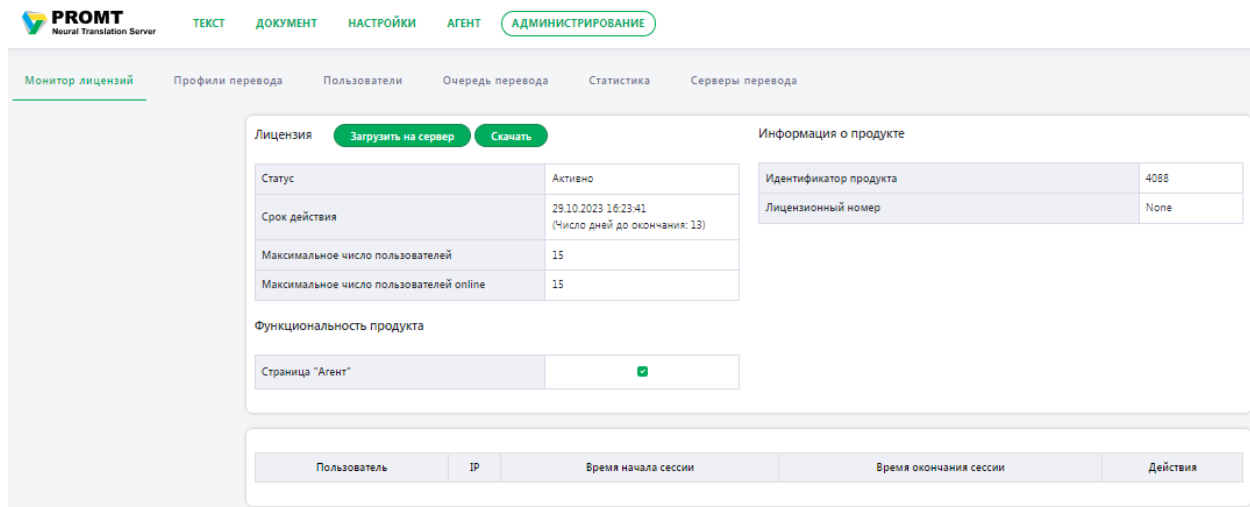 PROMT
Neural Translation Server
ТЕКСТ ДОКУМЕНТ НАСТРОЙКИ АГЕНТ АДМИНИСТРИРОВАНИЕ
Монитор лицензий Профили перевода Пользователи Очередь перевода Статистика Серверы перевода
Лицензия Загрузить на сервер Скачать
Статус Активно
Срок действия 29.10.2023 16:23:41
(Число дней до окончания: 13)
Максимальное число пользователей 15
Максимальное число пользователей online 15
Функциональность продукта
Страница "Агент"
Информация о продукте
Идентификатор продукта 4088
Лицензионный номер None
Пользователь IP Время начала сессии Время окончания сессии Действия